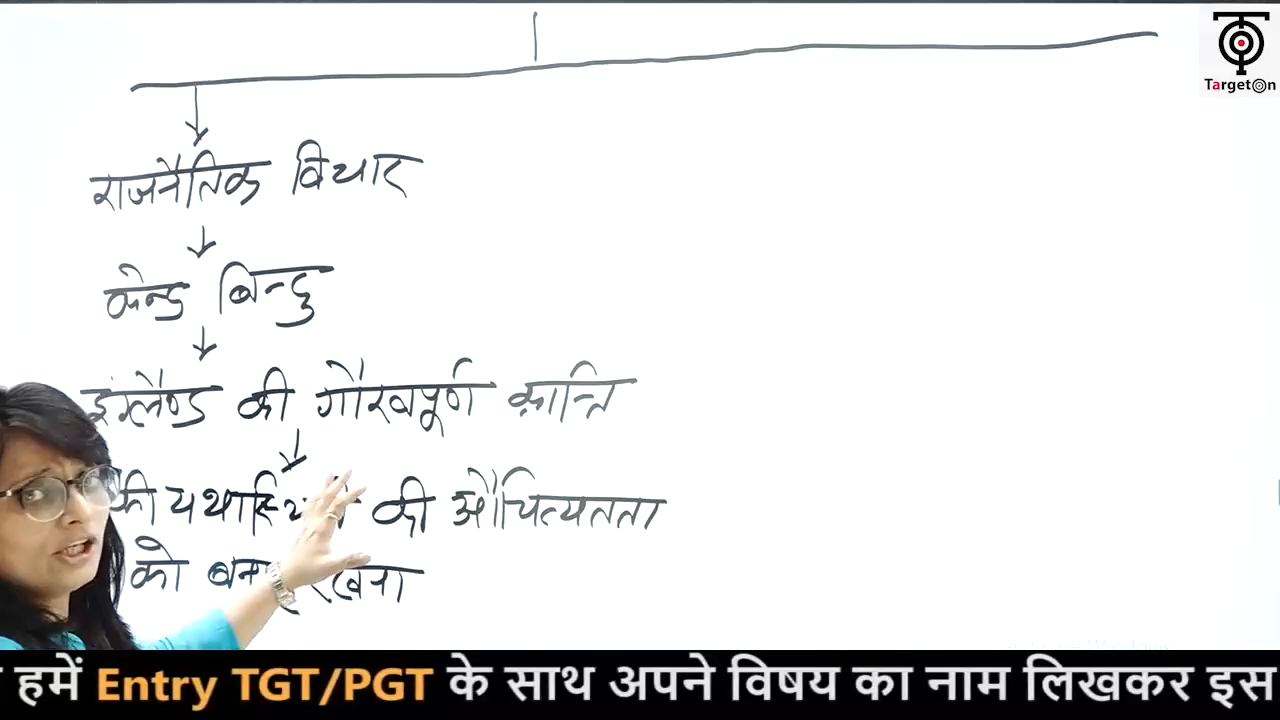 TargetOn
राजनैतिक विचार
केन्द्र बिन्दु
इंग्लैण्ड की गौरवपूर्ण क्रान्ति
की यथास्थिति की औचित्यतता
को बनाए रखना
हमें Entry TGT/PGT के साथ अपने विषय का नाम लिखकर इस